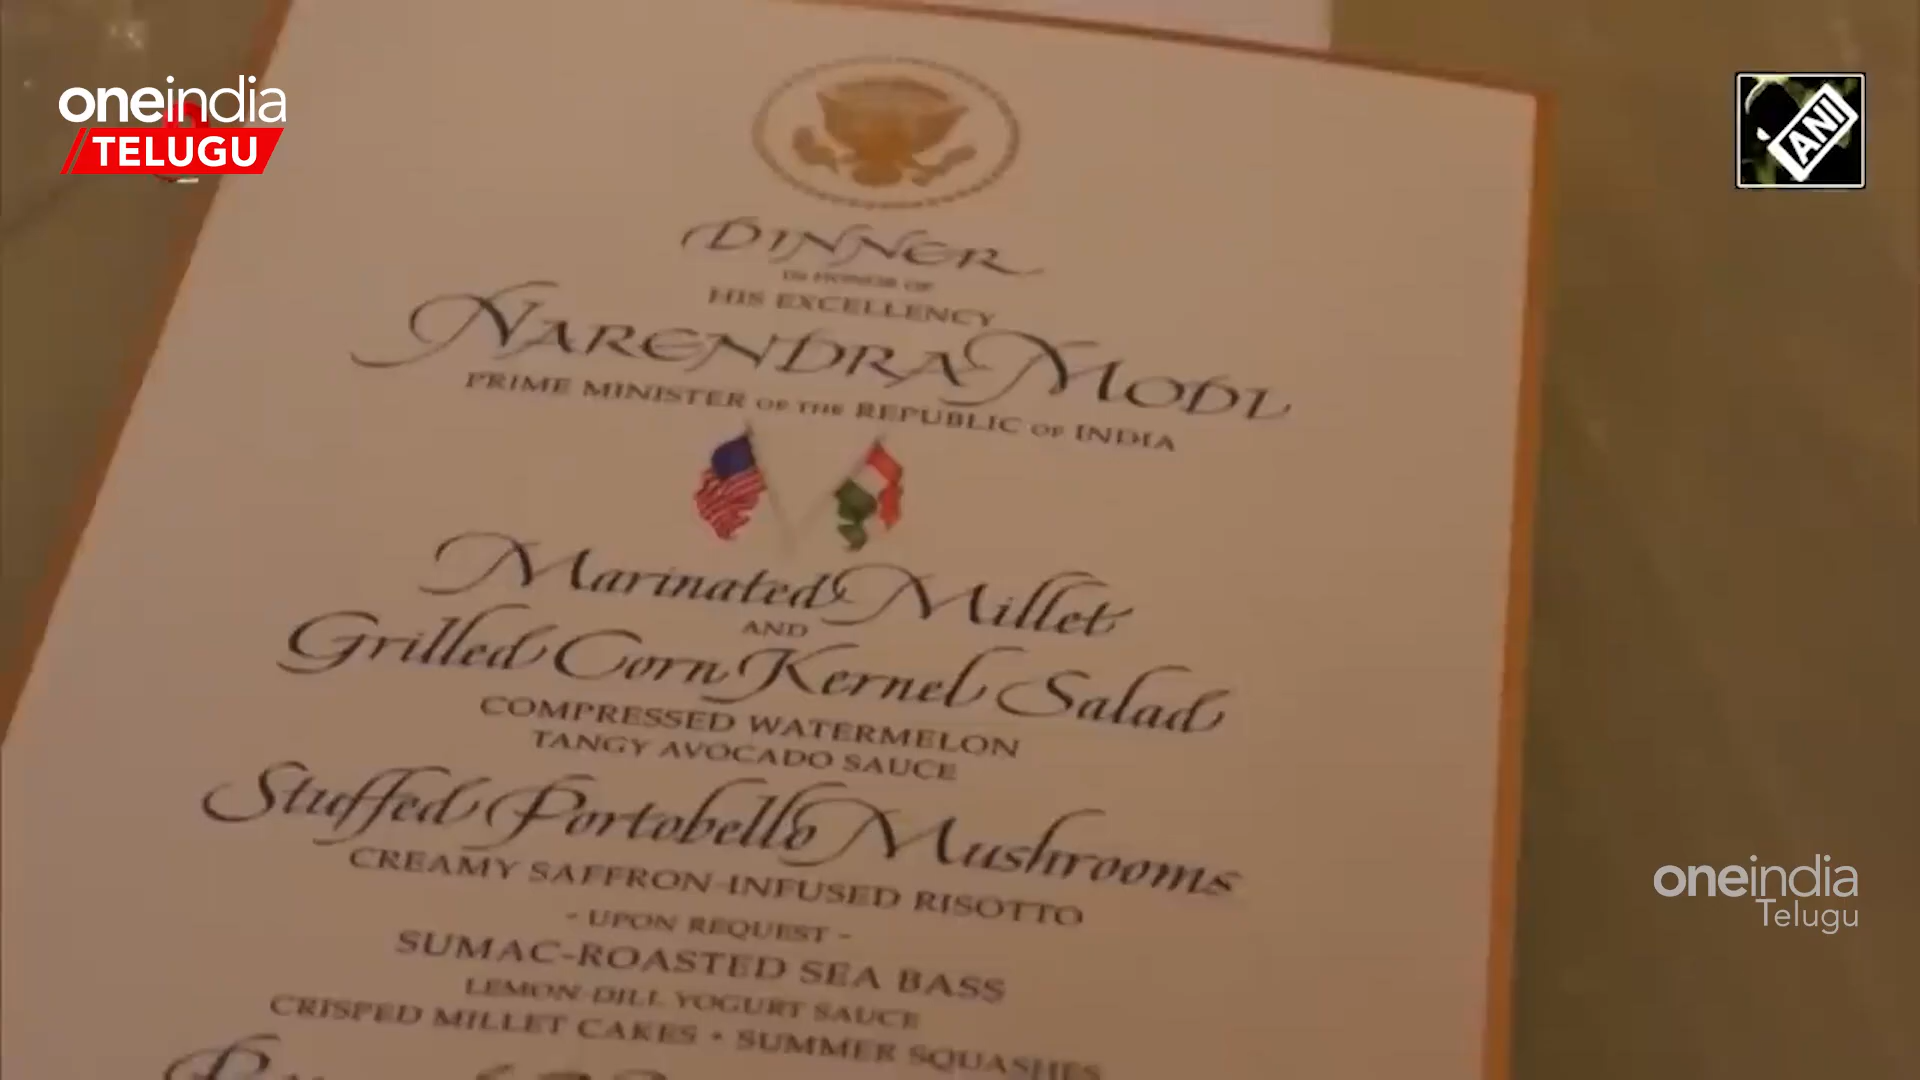 oneindia
TELUGU
ANI
DINNER
IN HONOR OF
HIS EXCELLENCY
NARENDRA MODI
PRIME MINISTER OF THE REPUBLIC OF INDIA
Marinated Millet
AND
Grilled Corn Kernel Salad
COMPRESSED WATERMELON
TANGY AVOCADO SAUCE
Stuffed Portobello Mushrooms
CREAMY SAFFRON-INFUSED RISOTTO
- UPON REQUEST -
SUMAC-ROASTED SEA BASS
LEMON-DILL YOGURT SAUCE
CRISPED MILLET CAKES • SUMMER SQUASHES
oneindia
Telugu